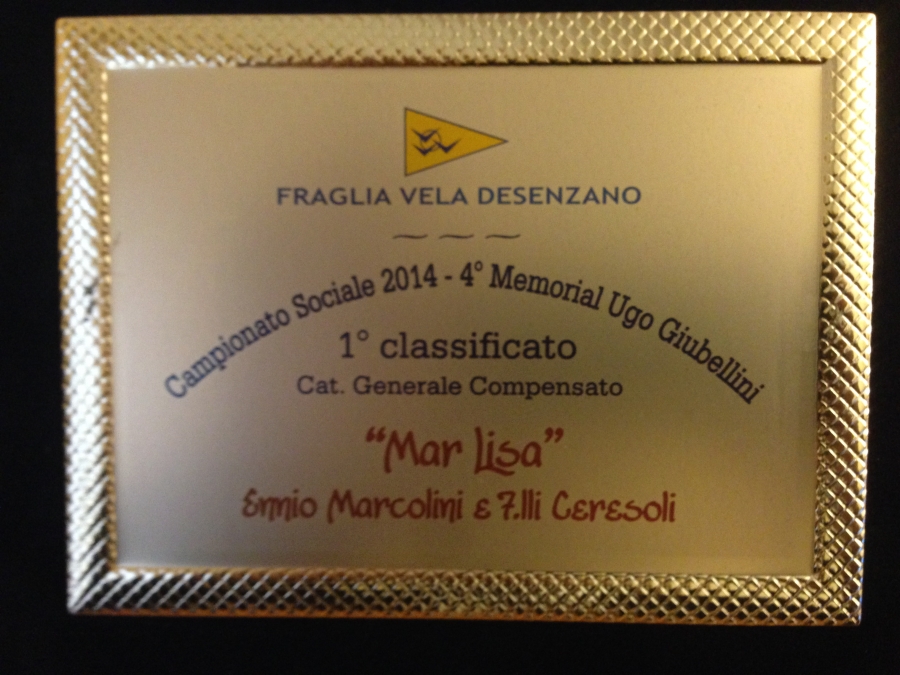 FRAGLIA VELA DESENZANO
Campionato Sociale 2014 - 4° Memorial Ugo Giubellini
1° classificato
Cat. Generale Compensato
"Mar Lisa"
Ennio Marcolini e F.lli Ceresoli